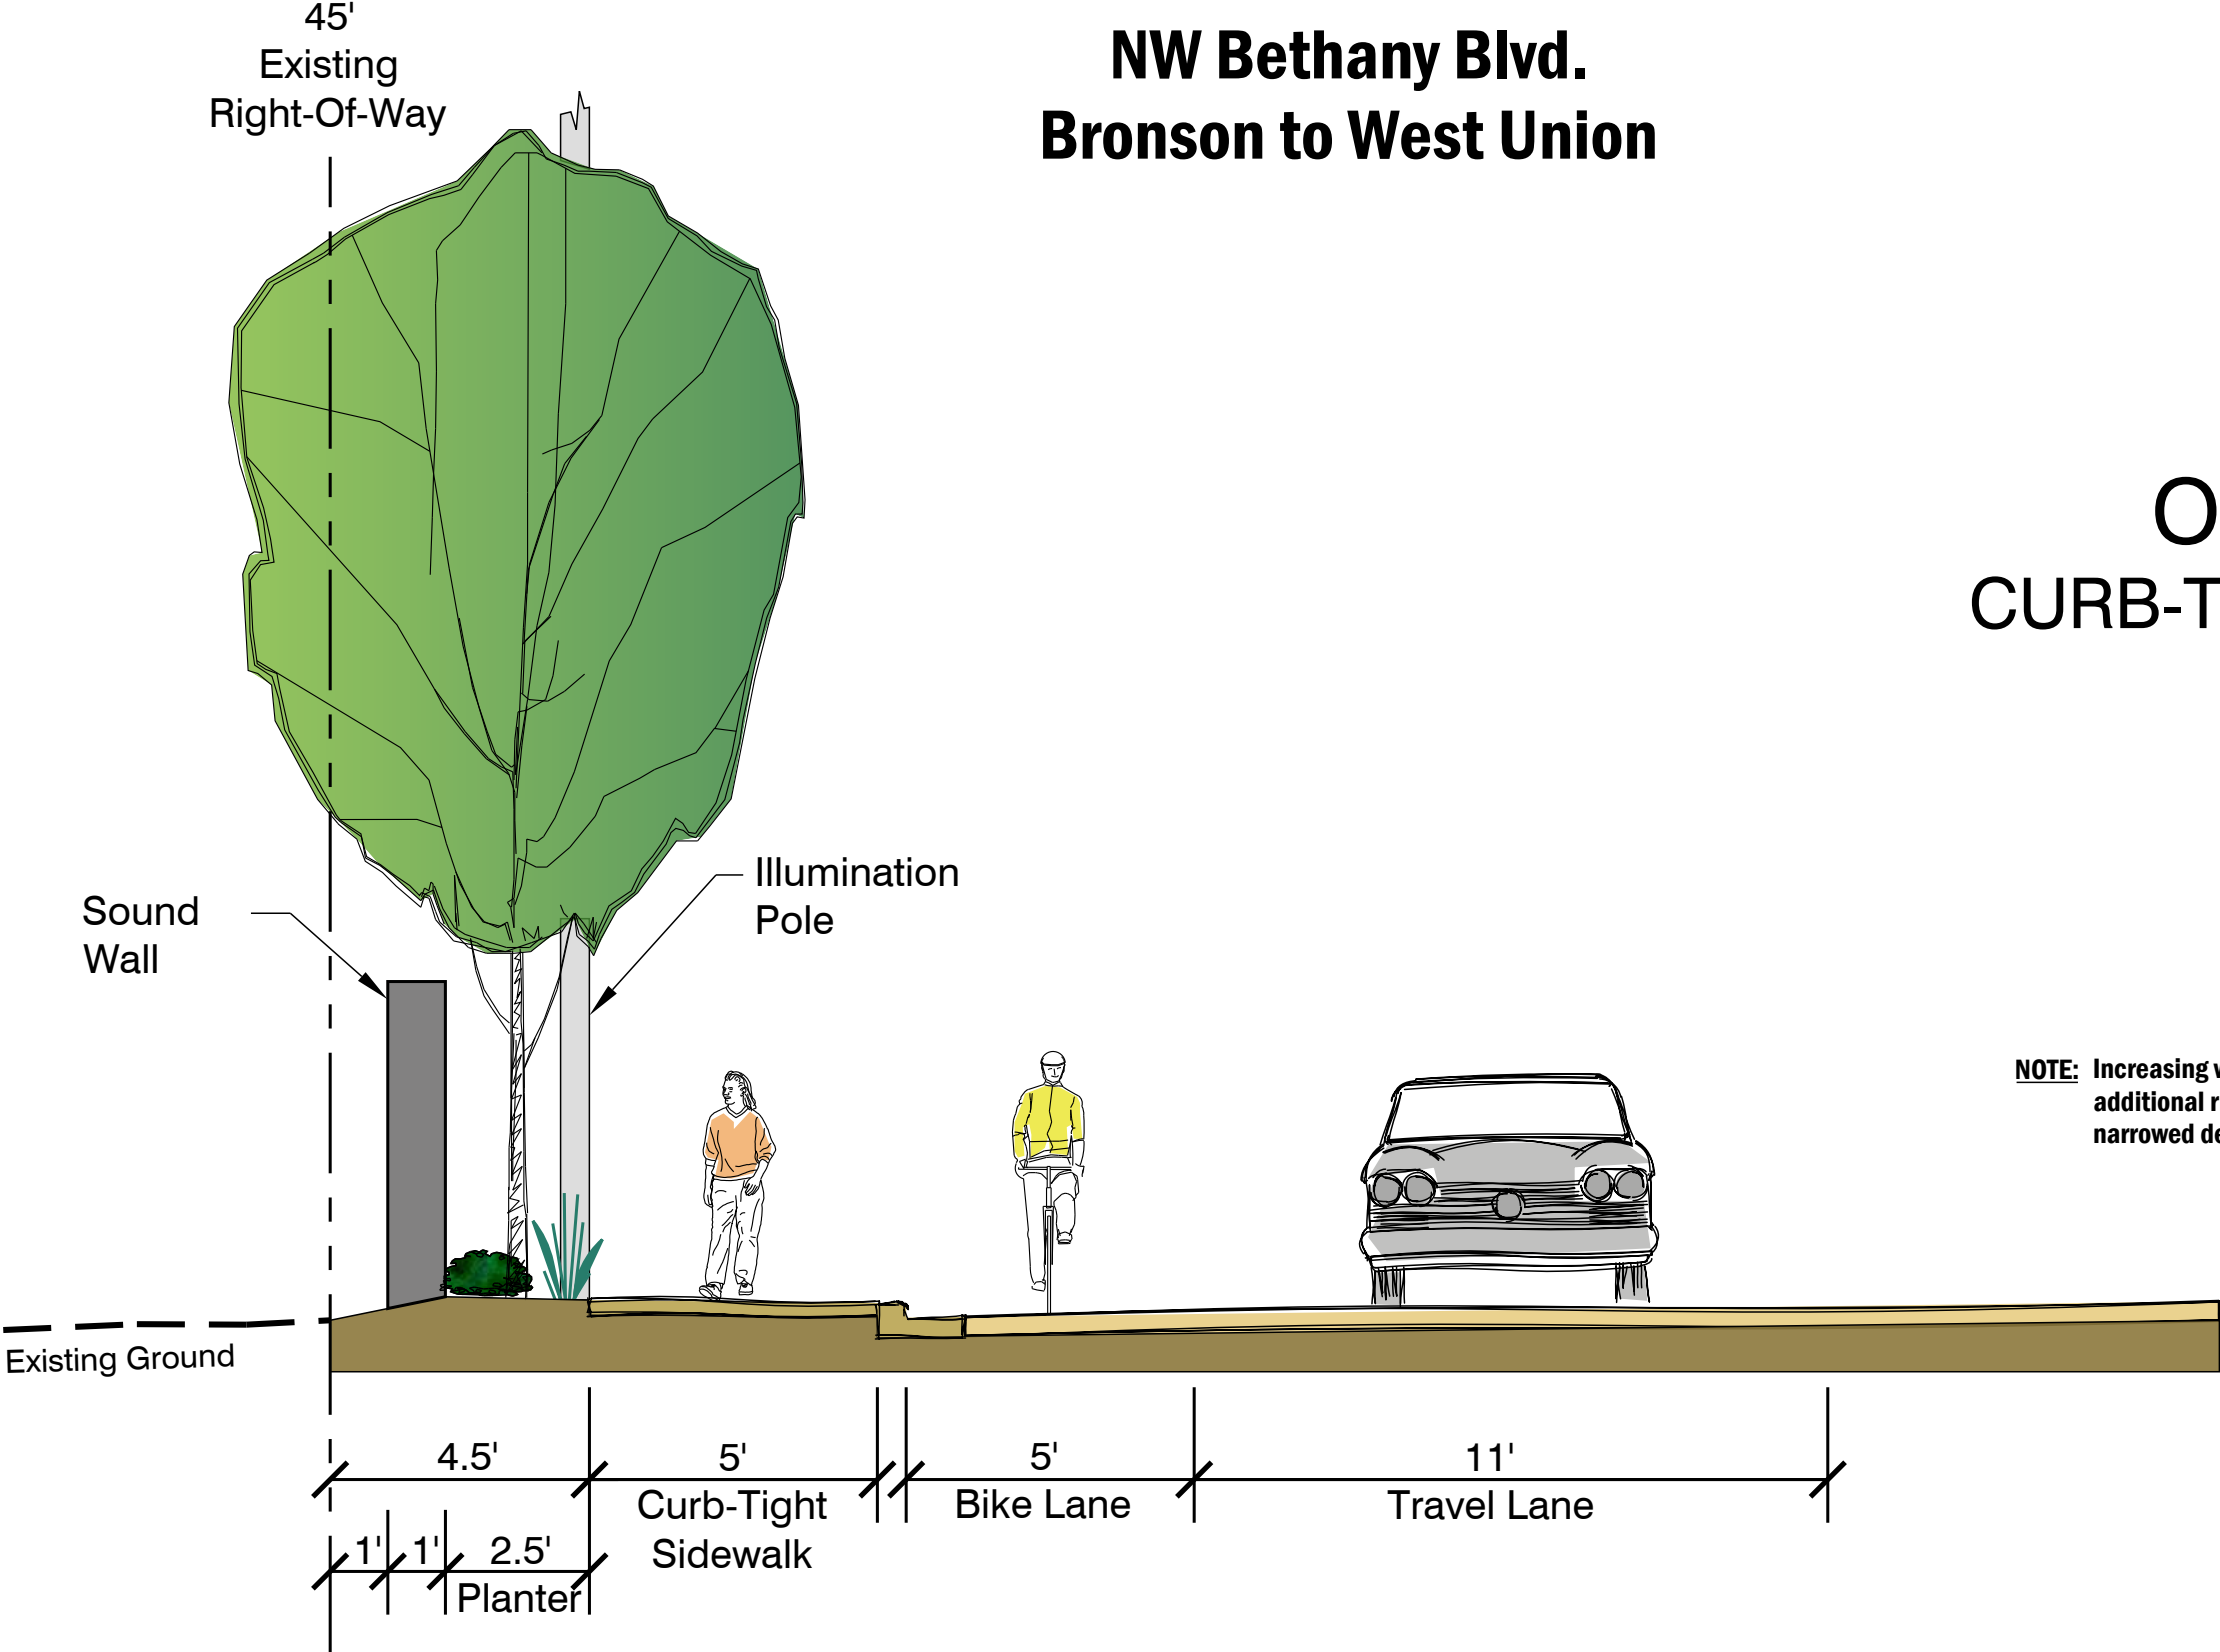 45'
Existing
Right-Of-Way
NW Bethany Blvd.
Bronson to West Union
O
CURB-T
Illumination
Pole
Sound
Wall
NOTE: Increasing
additional
narrowed
Existing Ground
4.5'
5'
5'
11'
Curb-Tight
Sidewalk
Bike Lane
Travel Lane
1'
1'
2.5'
Planter